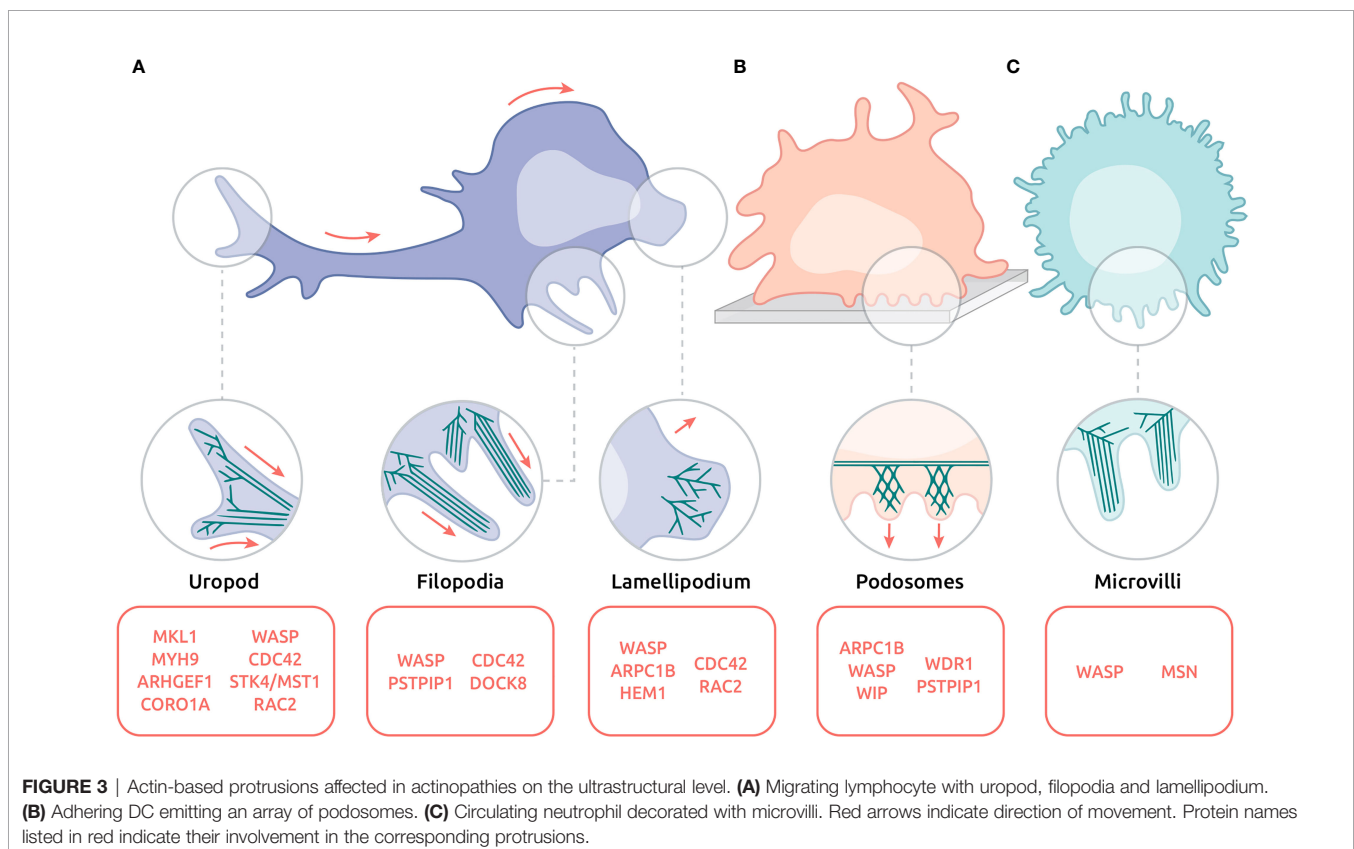 A
B
C
Uropod
Filopodia
Lamellipodium
Podosomes
Microvilli
MKL1
MYH9
ARHGEF1
CORO1A
WASP
CDC42
STK4/MST1
RAC2
WASP
PSTPIP1
CDC42
DOCK8
WASP
ARPC1B
HEM1
CDC42
RAC2
ARPC1B
WASP
WIP
WDR1
PSTPIP1
WASP
MSN
FIGURE 3 | Actin-based protrusions affected in actinopathies on the ultrastructural level. (A) Migrating lymphocyte with uropod, filopodia and lamellipodium.
(B) Adhering DC emitting an array of podosomes. (C) Circulating neutrophil decorated with microvilli. Red arrows indicate direction of movement. Protein names
listed in red indicate their involvement in the corresponding protrusions.